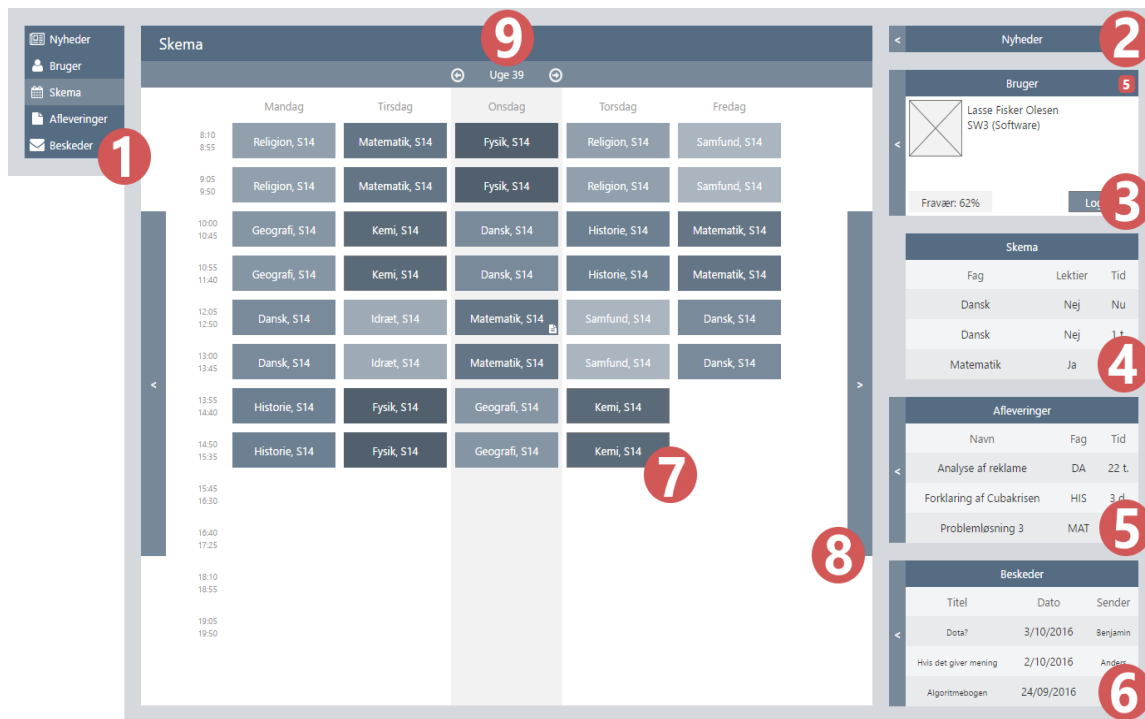 Nyheder
Bruger
Skema
Afleveringer
Beskeder
1
Skema
9
Uge 39
Mandag Tirsdag Onsdag Torsdag Fredag
8:10 8:55 Religion, S14 Matematik, S14 Fysik, S14 Religion, S14 Samfund, S14
9:05 9:50 Religion, S14 Matematik, S14 Fysik, S14 Religion, S14 Samfund, S14
10:00 10:45 Geografi, S14 Kemi, S14 Dansk, S14 Historie, S14 Matematik, S14
10:55 11:40 Geografi, S14 Kemi, S14 Dansk, S14 Historie, S14 Matematik, S14
12:05 12:50 Dansk, S14 Idræt, S14 Matematik, S14 Samfund, S14 Dansk, S14
13:00 13:45 Dansk, S14 Idræt, S14 Matematik, S14 Samfund, S14 Dansk, S14
< >
13:55 14:40 Historie, S14 Fysik, S14 Geografi, S14 Kemi, S14
14:50 15:35 Historie, S14 Fysik, S14 Geografi, S14 Kemi, S14
7
15:45 16:30
16:40 17:25
8
18:10 18:55
19:05 19:50
< Nyheder 2
Bruger 5
Lasse Fisker Olesen
SW3 (Software)
<
Fravær: 62%
3
Skema
Fag Lektier Tid
Dansk Nej Nu
Dansk Nej 1 t.
Matematik Ja 4
Afleveringer
Navn Fag Tid
< Analyse af reklame DA 22 t.
Forklaring af Cubakrisen HIS 3 d.
Problemløsning 3 MAT 5
Beskeder
Titel Dato Sender
< Dota? 3/10/2016 Benjamin
Hvis det giver mening 2/10/2016 Anders
Algoritmebogen 24/09/2016 6